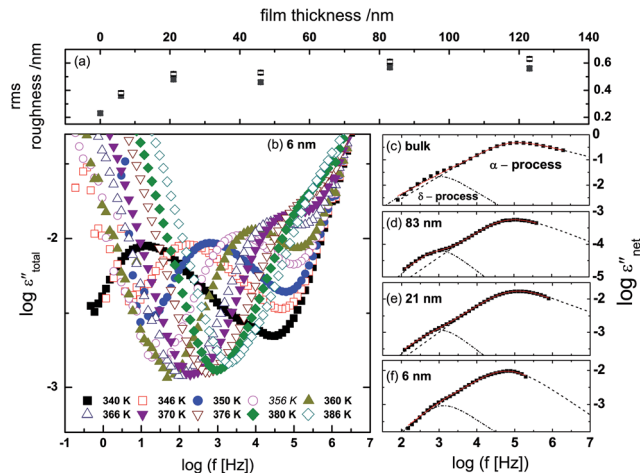 film thickness /nm
0 20 40 60 80 100 120 140
(a)
rms
roughness /nm
0.6
0.4
0.2
(b) 6 nm
log ε″total
-2
-3
340 K 346 K 350 K 356 K 360 K
366 K 370 K 376 K 380 K 386 K
-1 0 1 2 3 4 5 6 7
log (f [Hz])
(c) bulk
α – process
δ – process
0
-1
-2
(d) 83 nm
-3
-4
-5
(e) 21 nm
-2
-3
(f) 6 nm
-2
-3
log ε″net
2 3 4 5 6 7
log (f [Hz])